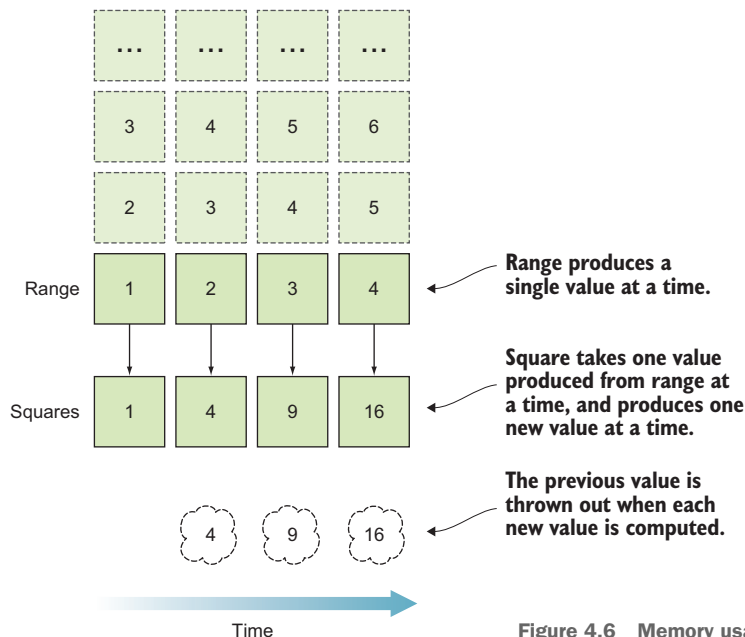 ... ... ... ...
3 4 5 6
2 3 4 5
Range 1 2 3 4
Range produces a
single value at a time.
Squares 1 4 9 16
Square takes one value
produced from range at
a time, and produces one
new value at a time.
4 9 16
The previous value is
thrown out when each
new value is computed.
Time
Figure 4.6 Memory